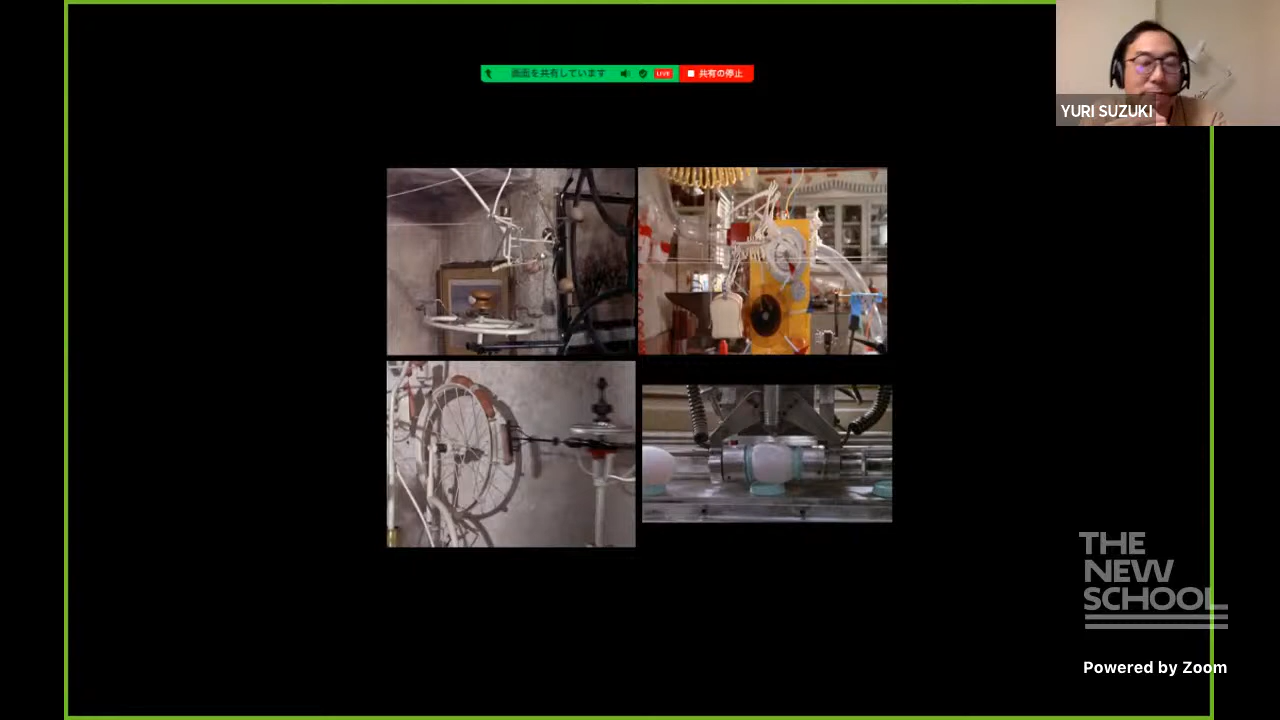 画面を共有しています
LIVE
共有の停止
YURI SUZUKI
THE
NEW
SCHOOL
Powered by Zoom